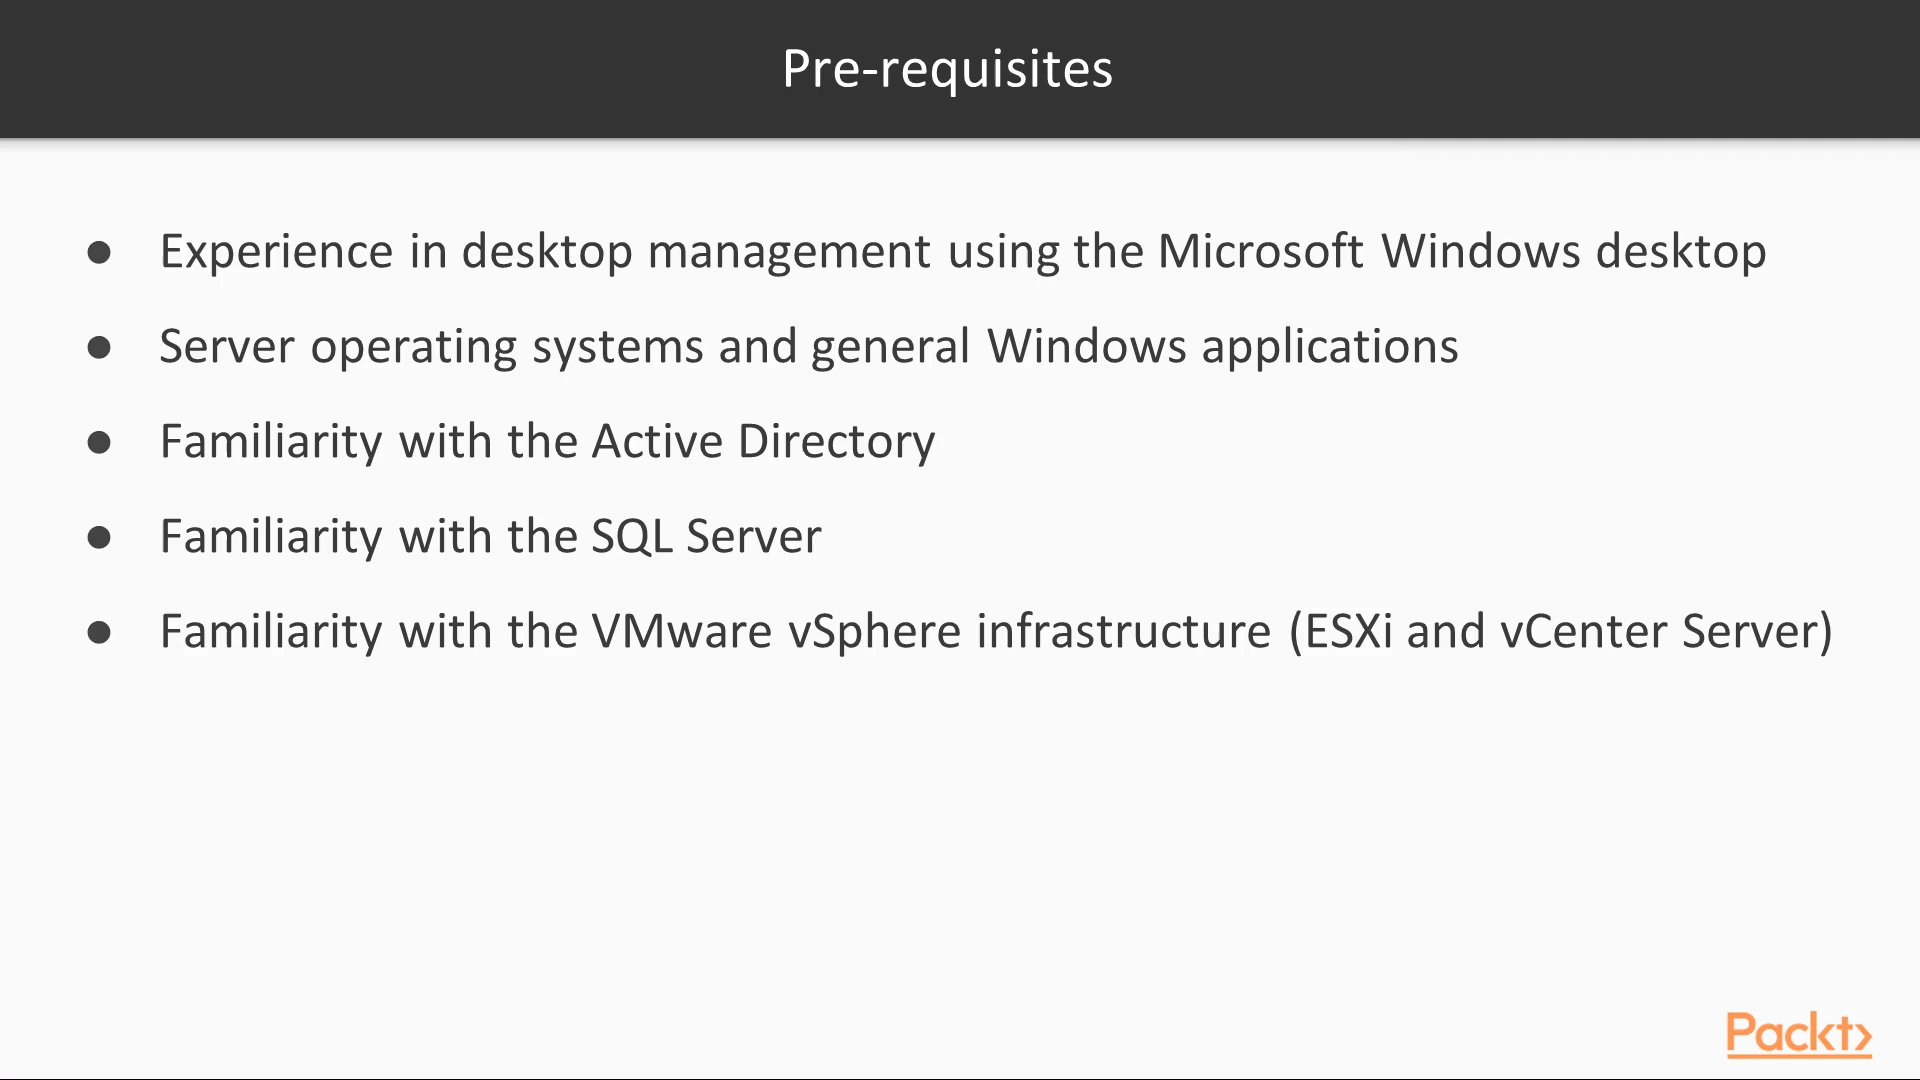 Pre-requisites
● Experience in desktop management using the Microsoft Windows desktop
● Server operating systems and general Windows applications
● Familiarity with the Active Directory
● Familiarity with the SQL Server
● Familiarity with the VMware vSphere infrastructure (ESXi and vCenter Server)
Packt>